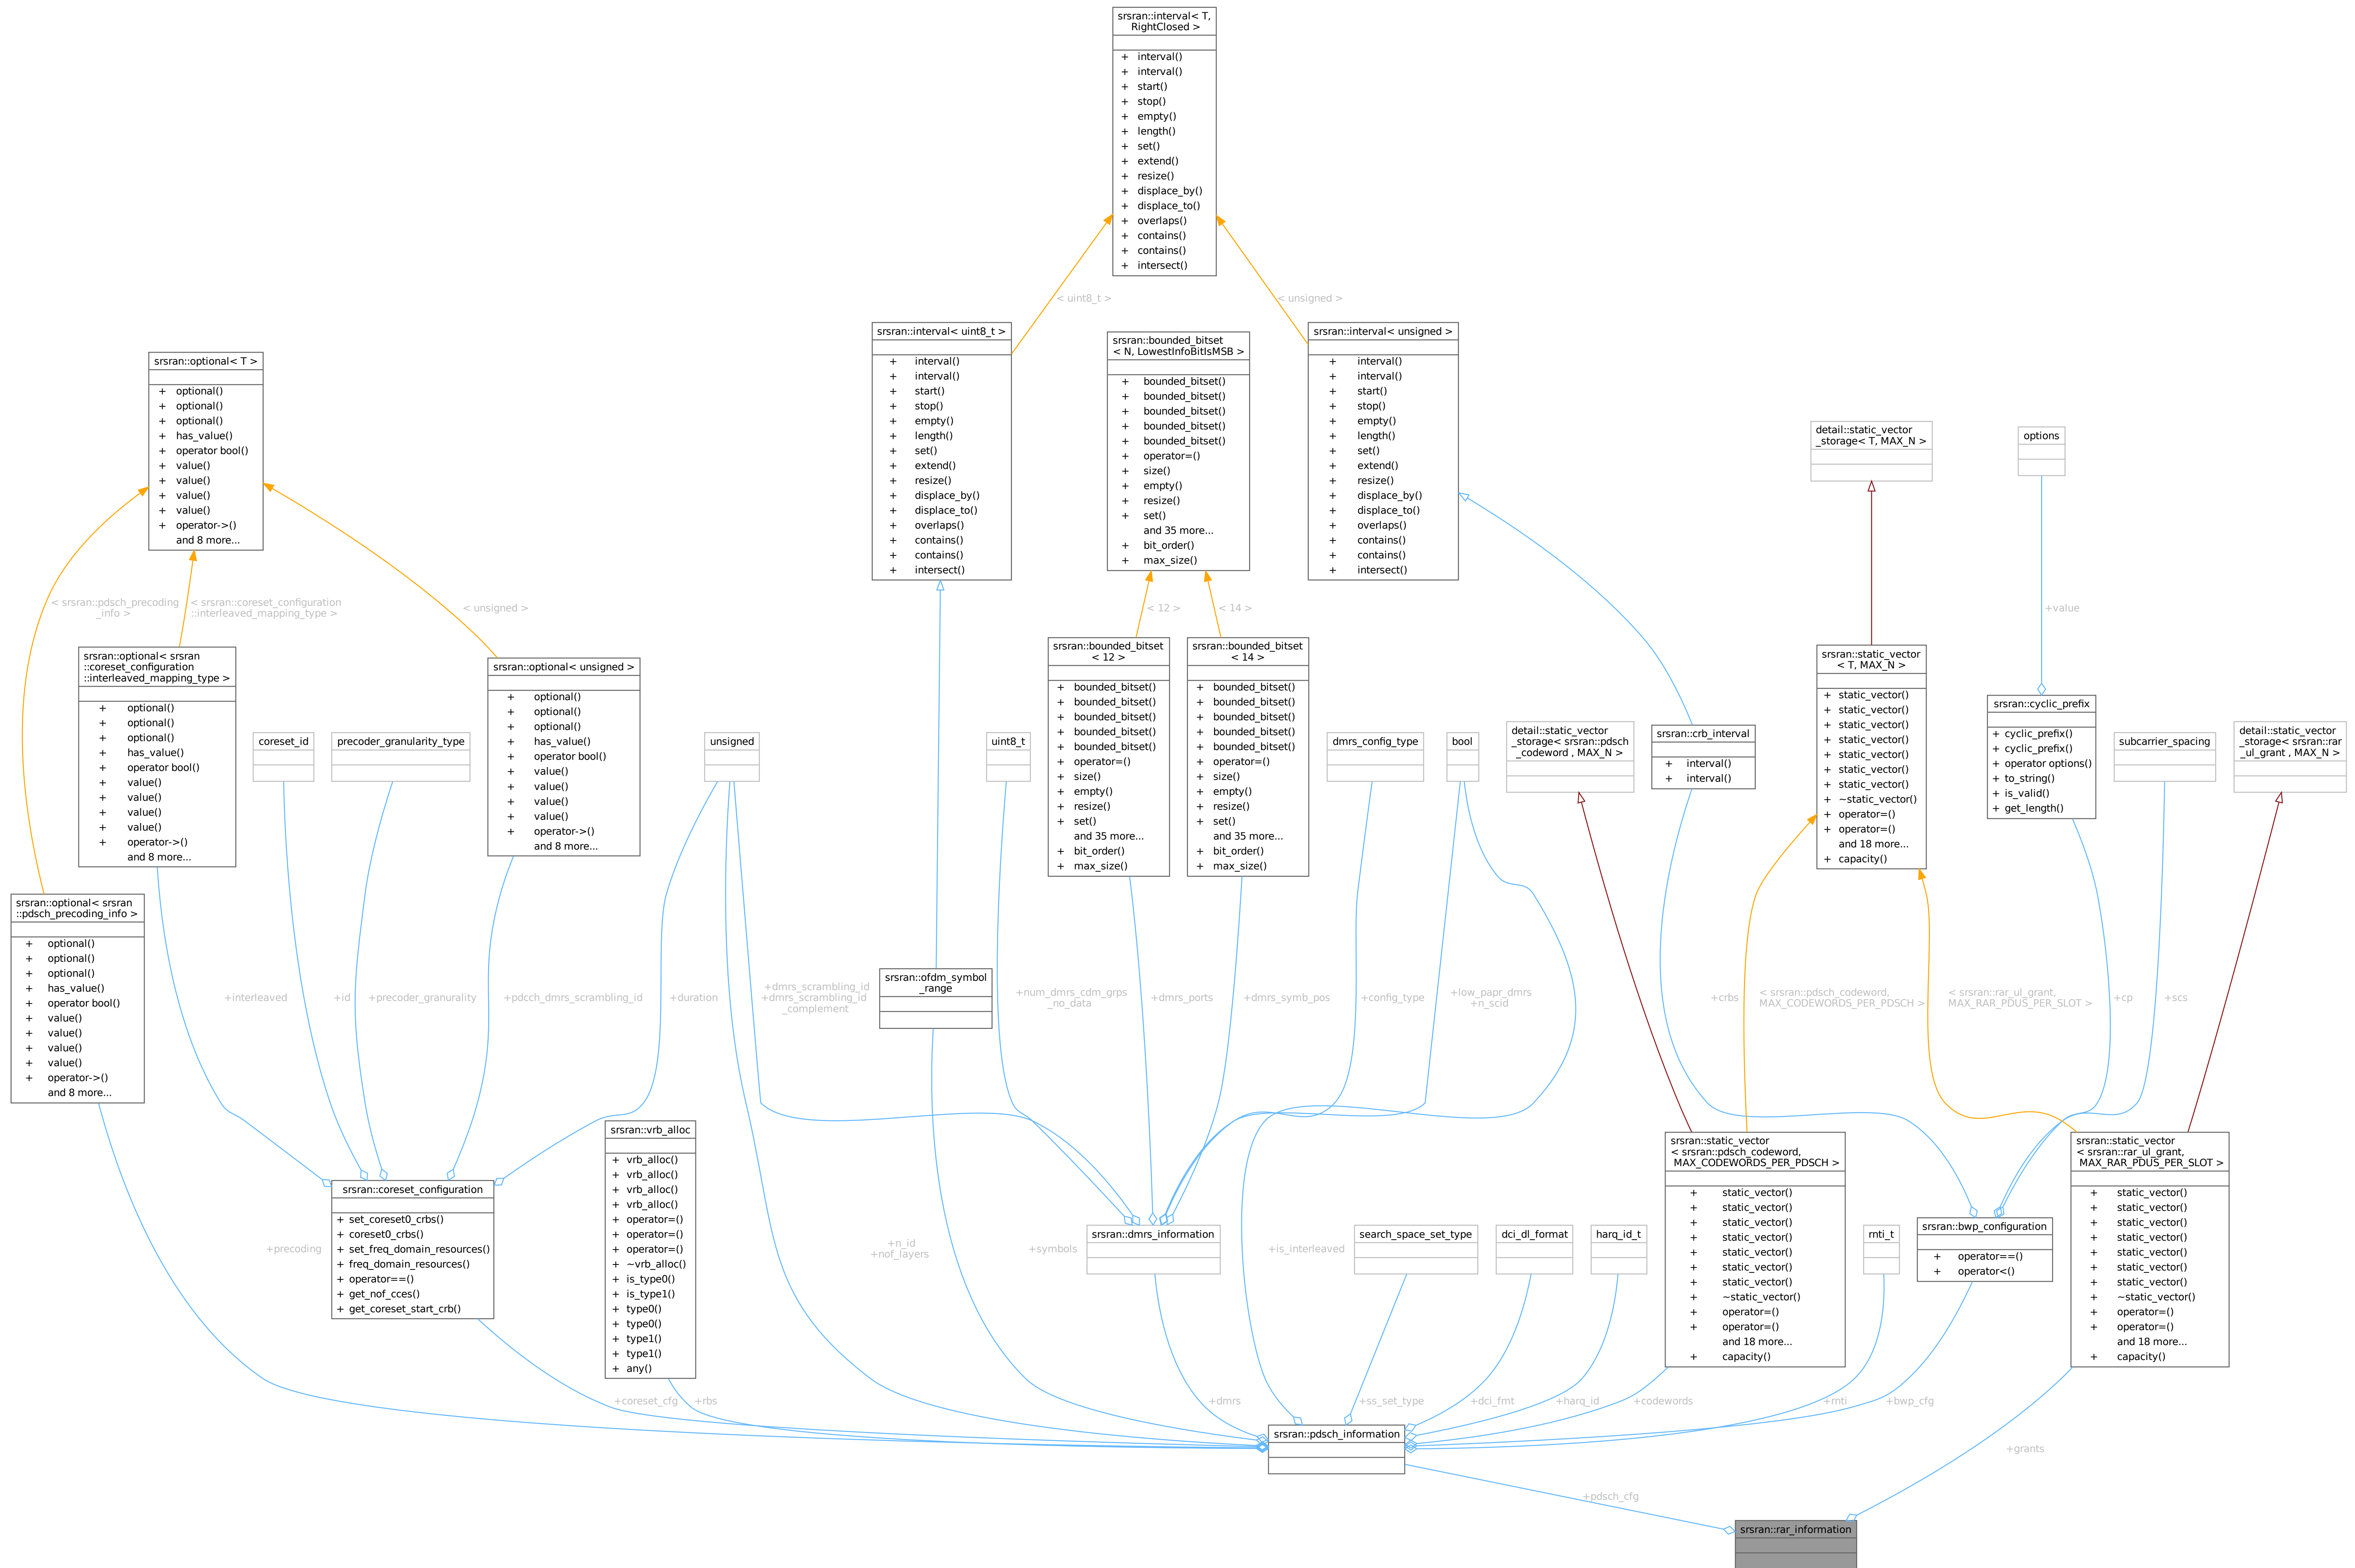 srsran::interval< T,
RightClosed >
+ interval()
+ interval()
+ start()
+ stop()
+ empty()
+ length()
+ set()
+ extend()
+ resize()
+ displace_by()
+ displace_to()
+ overlaps()
+ contains()
+ contains()
+ intersect()
< uint8_t >
< unsigned >
srsran::interval< uint8_t >
+ interval()
+ interval()
+ start()
+ stop()
+ empty()
+ length()
+ set()
+ extend()
+ resize()
+ displace_by()
+ displace_to()
+ overlaps()
+ contains()
+ contains()
+ intersect()
srsran::bounded_bitset
< N, LowestInfoBitIsMSB >
+ bounded_bitset()
+ bounded_bitset()
+ bounded_bitset()
+ bounded_bitset()
+ bounded_bitset()
+ operator=()
+ size()
+ empty()
+ resize()
+ set()
and 35 more...
+ bit_order()
+ max_size()
srsran::interval< unsigned >
+ interval()
+ interval()
+ start()
+ stop()
+ empty()
+ length()
+ set()
+ extend()
+ resize()
+ displace_by()
+ displace_to()
+ overlaps()
+ contains()
+ contains()
+ intersect()
srsran::optional< T >
+ optional()
+ optional()
+ optional()
+ has_value()
+ operator bool()
+ value()
+ value()
+ value()
+ value()
+ operator->()
and 8 more...
detail::static_vector
_storage< T, MAX_N >
options
< srsran::pdsch_precoding
_info >
< srsran::coreset_configuration
::interleaved_mapping_type >
< unsigned >
< 12 >
< 14 >
+value
srsran::optional< srsran
::coreset_configuration
::interleaved_mapping_type >
+ optional()
+ optional()
+ optional()
+ has_value()
+ operator bool()
+ value()
+ value()
+ value()
+ value()
+ operator->()
and 8 more...
coreset_id
precoder_granularity_type
srsran::optional< unsigned >
+ optional()
+ optional()
+ optional()
+ has_value()
+ operator bool()
+ value()
+ value()
+ value()
+ value()
+ operator->()
and 8 more...
unsigned
uint8_t
srsran::bounded_bitset
< 12 >
+ bounded_bitset()
+ bounded_bitset()
+ bounded_bitset()
+ bounded_bitset()
+ bounded_bitset()
+ operator=()
+ size()
+ empty()
+ resize()
+ set()
and 35 more...
+ bit_order()
+ max_size()
srsran::bounded_bitset
< 14 >
+ bounded_bitset()
+ bounded_bitset()
+ bounded_bitset()
+ bounded_bitset()
+ bounded_bitset()
+ operator=()
+ size()
+ empty()
+ resize()
+ set()
and 35 more...
+ bit_order()
+ max_size()
dmrs_config_type
bool
detail::static_vector
_storage< srsran::pdsch
_codeword , MAX_N >
srsran::crb_interval
+ interval()
+ interval()
srsran::static_vector
< T, MAX_N >
+ static_vector()
+ static_vector()
+ static_vector()
+ static_vector()
+ static_vector()
+ static_vector()
+ static_vector()
+ ~static_vector()
+ operator=()
+ operator=()
and 18 more...
+ capacity()
srsran::cyclic_prefix
+ cyclic_prefix()
+ cyclic_prefix()
+ operator options()
+ to_string()
+ is_valid()
+ get_length()
subcarrier_spacing
detail::static_vector
_storage< srsran::rar
_ul_grant , MAX_N >
srsran::optional< srsran
::pdsch_precoding_info >
+ optional()
+ optional()
+ optional()
+ has_value()
+ operator bool()
+ value()
+ value()
+ value()
+ value()
+ operator->()
and 8 more...
+interleaved
+id
+precoder_granurality
+pdcch_dmrs_scrambling_id
+duration
+dmrs_scrambling_id
+dmrs_scrambling_id
_complement
srsran::ofdm_symbol
_range
+num_dmrs_cdm_grps
_no_data
+dmrs_ports
+dmrs_symb_pos
+config_type
+low_papr_dmrs
+n_scid
+crbs
< srsran::pdsch_codeword,
MAX_CODEWORDS_PER_PDSCH >
< srsran::rar_ul_grant,
MAX_RAR_PDUS_PER_SLOT >
+cp
+scs
srsran::coreset_configuration
+ set_coreset0_crbs()
+ coreset0_crbs()
+ set_freq_domain_resources()
+ freq_domain_resources()
+ operator==()
+ get_nof_cces()
+ get_coreset_start_crb()
srsran::vrb_alloc
+ vrb_alloc()
+ vrb_alloc()
+ vrb_alloc()
+ vrb_alloc()
+ operator=()
+ operator=()
+ operator=()
+ ~vrb_alloc()
+ is_type0()
+ is_type1()
+ type0()
+ type0()
+ type1()
+ type1()
+ any()
+precoding
+n_id
+nof_layers
+symbols
srsran::dmrs_information
+is_interleaved
search_space_set_type
dci_dl_format
harq_id_t
srsran::static_vector
< srsran::pdsch_codeword,
MAX_CODEWORDS_PER_PDSCH >
+ static_vector()
+ static_vector()
+ static_vector()
+ static_vector()
+ static_vector()
+ static_vector()
+ static_vector()
+ ~static_vector()
+ operator=()
+ operator=()
and 18 more...
+ capacity()
rnti_t
srsran::bwp_configuration
+ operator==()
+ operator<()
srsran::static_vector
< srsran::rar_ul_grant,
MAX_RAR_PDUS_PER_SLOT >
+ static_vector()
+ static_vector()
+ static_vector()
+ static_vector()
+ static_vector()
+ static_vector()
+ static_vector()
+ ~static_vector()
+ operator=()
+ operator=()
and 18 more...
+ capacity()
+coreset_cfg
+rbs
+dmrs
+ss_set_type
+dci_fmt
+harq_id
+codewords
+rnti
+bwp_cfg
srsran::pdsch_information
+grants
+pdsch_cfg
srsran::rar_information